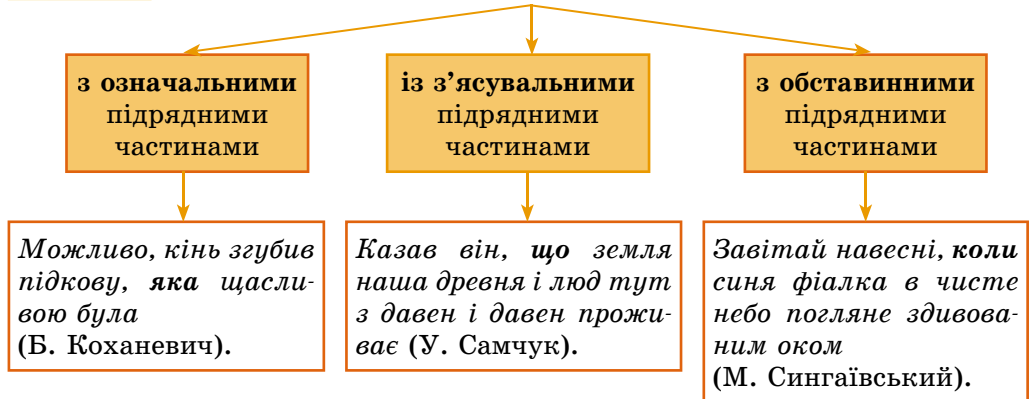 з означальними
підрядними
частинами
із з'ясувальними
підрядними
частинами
з обставинними
підрядними
частинами
Можливо, кінь згубив
підкову, яка щасли-
вою була
(Б. Коханевич).
Казав він, що земля
наша древня і люд тут
з давен і давен прожи-
ває (У. Самчук).
Завітай навесні, коли
синя фіалка в чисте
небо погляне здивова-
ним оком
(М. Сингаївський).